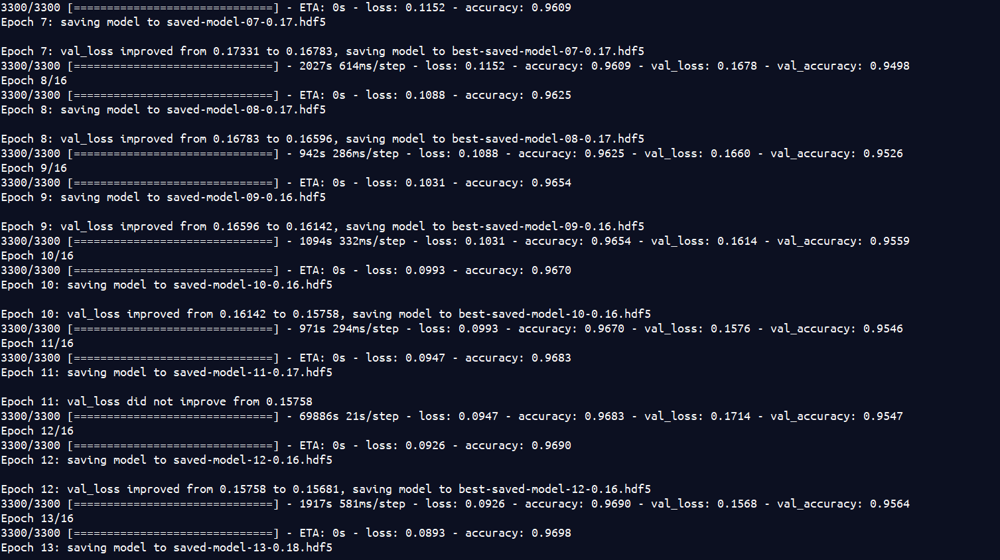 3300/3300 [==============================] - ETA: 0s - loss: 0.1152 - accuracy: 0.9609
Epoch 7: saving model to saved-model-07-0.17.hdf5
Epoch 7: val_loss improved from 0.17331 to 0.16783, saving model to best-saved-model-07-0.17.hdf5
3300/3300 [==============================] - 2027s 614ms/step - loss: 0.1152 - accuracy: 0.9609 - val_loss: 0.1678 - val_accuracy: 0.9498
Epoch 8/16
3300/3300 [==============================] - ETA: 0s - loss: 0.1088 - accuracy: 0.9625
Epoch 8: saving model to saved-model-08-0.17.hdf5
Epoch 8: val_loss improved from 0.16783 to 0.16596, saving model to best-saved-model-08-0.17.hdf5
3300/3300 [==============================] - 942s 286ms/step - loss: 0.1088 - accuracy: 0.9625 - val_loss: 0.1660 - val_accuracy: 0.9526
Epoch 9/16
3300/3300 [==============================] - ETA: 0s - loss: 0.1031 - accuracy: 0.9654
Epoch 9: saving model to saved-model-09-0.16.hdf5
Epoch 9: val_loss improved from 0.16596 to 0.16142, saving model to best-saved-model-09-0.16.hdf5
3300/3300 [==============================] - 1094s 332ms/step - loss: 0.1031 - accuracy: 0.9654 - val_loss: 0.1614 - val_accuracy: 0.9559
Epoch 10/16
3300/3300 [==============================] - ETA: 0s - loss: 0.0993 - accuracy: 0.9670
Epoch 10: saving model to saved-model-10-0.16.hdf5
Epoch 10: val_loss improved from 0.16142 to 0.15758, saving model to best-saved-model-10-0.16.hdf5
3300/3300 [==============================] - 971s 294ms/step - loss: 0.0993 - accuracy: 0.9670 - val_loss: 0.1576 - val_accuracy: 0.9546
Epoch 11/16
3300/3300 [==============================] - ETA: 0s - loss: 0.0947 - accuracy: 0.9683
Epoch 11: saving model to saved-model-11-0.17.hdf5
Epoch 11: val_loss did not improve from 0.15758
3300/3300 [==============================] - 69886s 21s/step - loss: 0.0947 - accuracy: 0.9683 - val_loss: 0.1714 - val_accuracy: 0.9547
Epoch 12/16
3300/3300 [==============================] - ETA: 0s - loss: 0.0926 - accuracy: 0.9690
Epoch 12: saving model to saved-model-12-0.16.hdf5
Epoch 12: val_loss improved from 0.15758 to 0.15681, saving model to best-saved-model-12-0.16.hdf5
3300/3300 [==============================] - 1917s 581ms/step - loss: 0.0926 - accuracy: 0.9690 - val_loss: 0.1568 - val_accuracy: 0.9564
Epoch 13/16
3300/3300 [==============================] - ETA: 0s - loss: 0.0893 - accuracy: 0.9698
Epoch 13: saving model to saved-model-13-0.18.hdf5